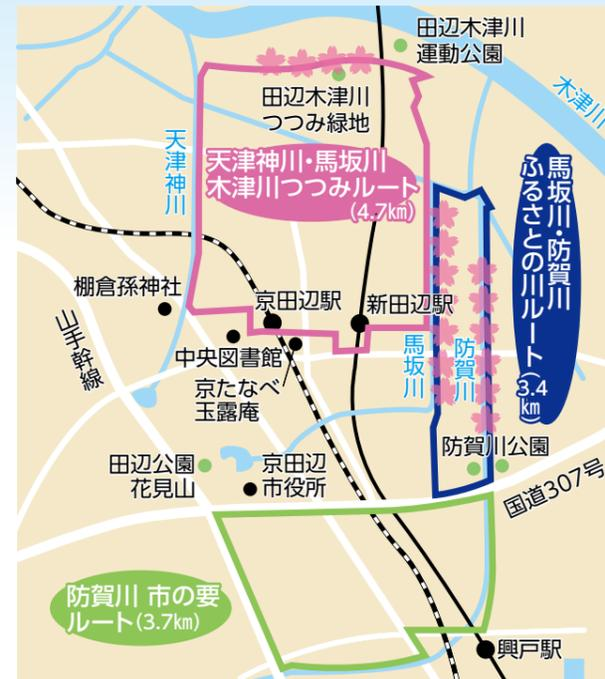 田辺木津川
運動公園
木津川
田辺木津川
つつみ緑地
天津神川
天津神川・馬坂川
木津川つつみルート
(4.7km)
馬坂川・防賀川
ふるさとの川ルート
(3.4
km)
棚倉孫神社
京田辺駅
新田辺駅
山手幹線
中央図書館
京たなべ
玉露庵
馬坂川
防賀川
防賀川公園
田辺公園
花見山
京田辺
市役所
国道307号
防賀川 市の要
ルート(3.7km)
興戸駅